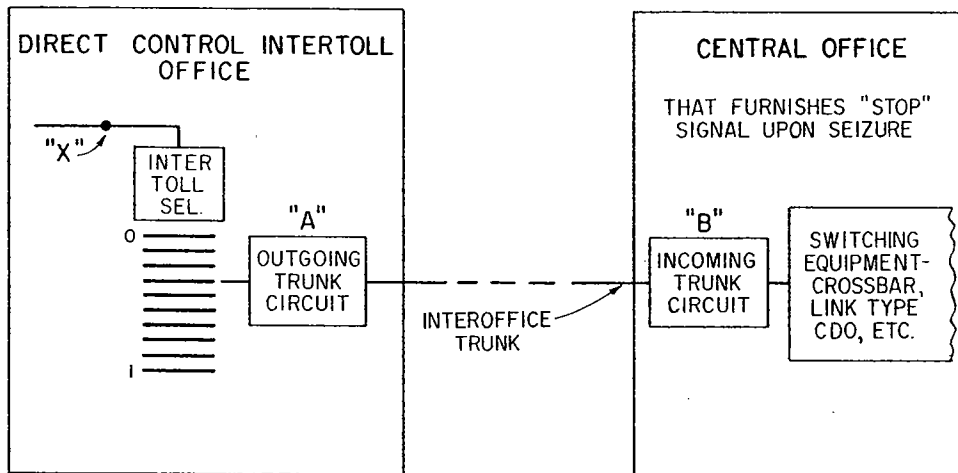 DIRECT CONTROL INTERTOLL
OFFICE
"X"
INTER
TOLL
SEL.
0
1
"A"
OUTGOING
TRUNK
CIRCUIT
INTEROFFICE
TRUNK
CENTRAL OFFICE
THAT FURNISHES "STOP"
SIGNAL UPON SEIZURE
"B"
INCOMING
TRUNK
CIRCUIT
SWITCHING
EQUIPMENT-
CROSSBAR,
LINK TYPE
CDO, ETC.